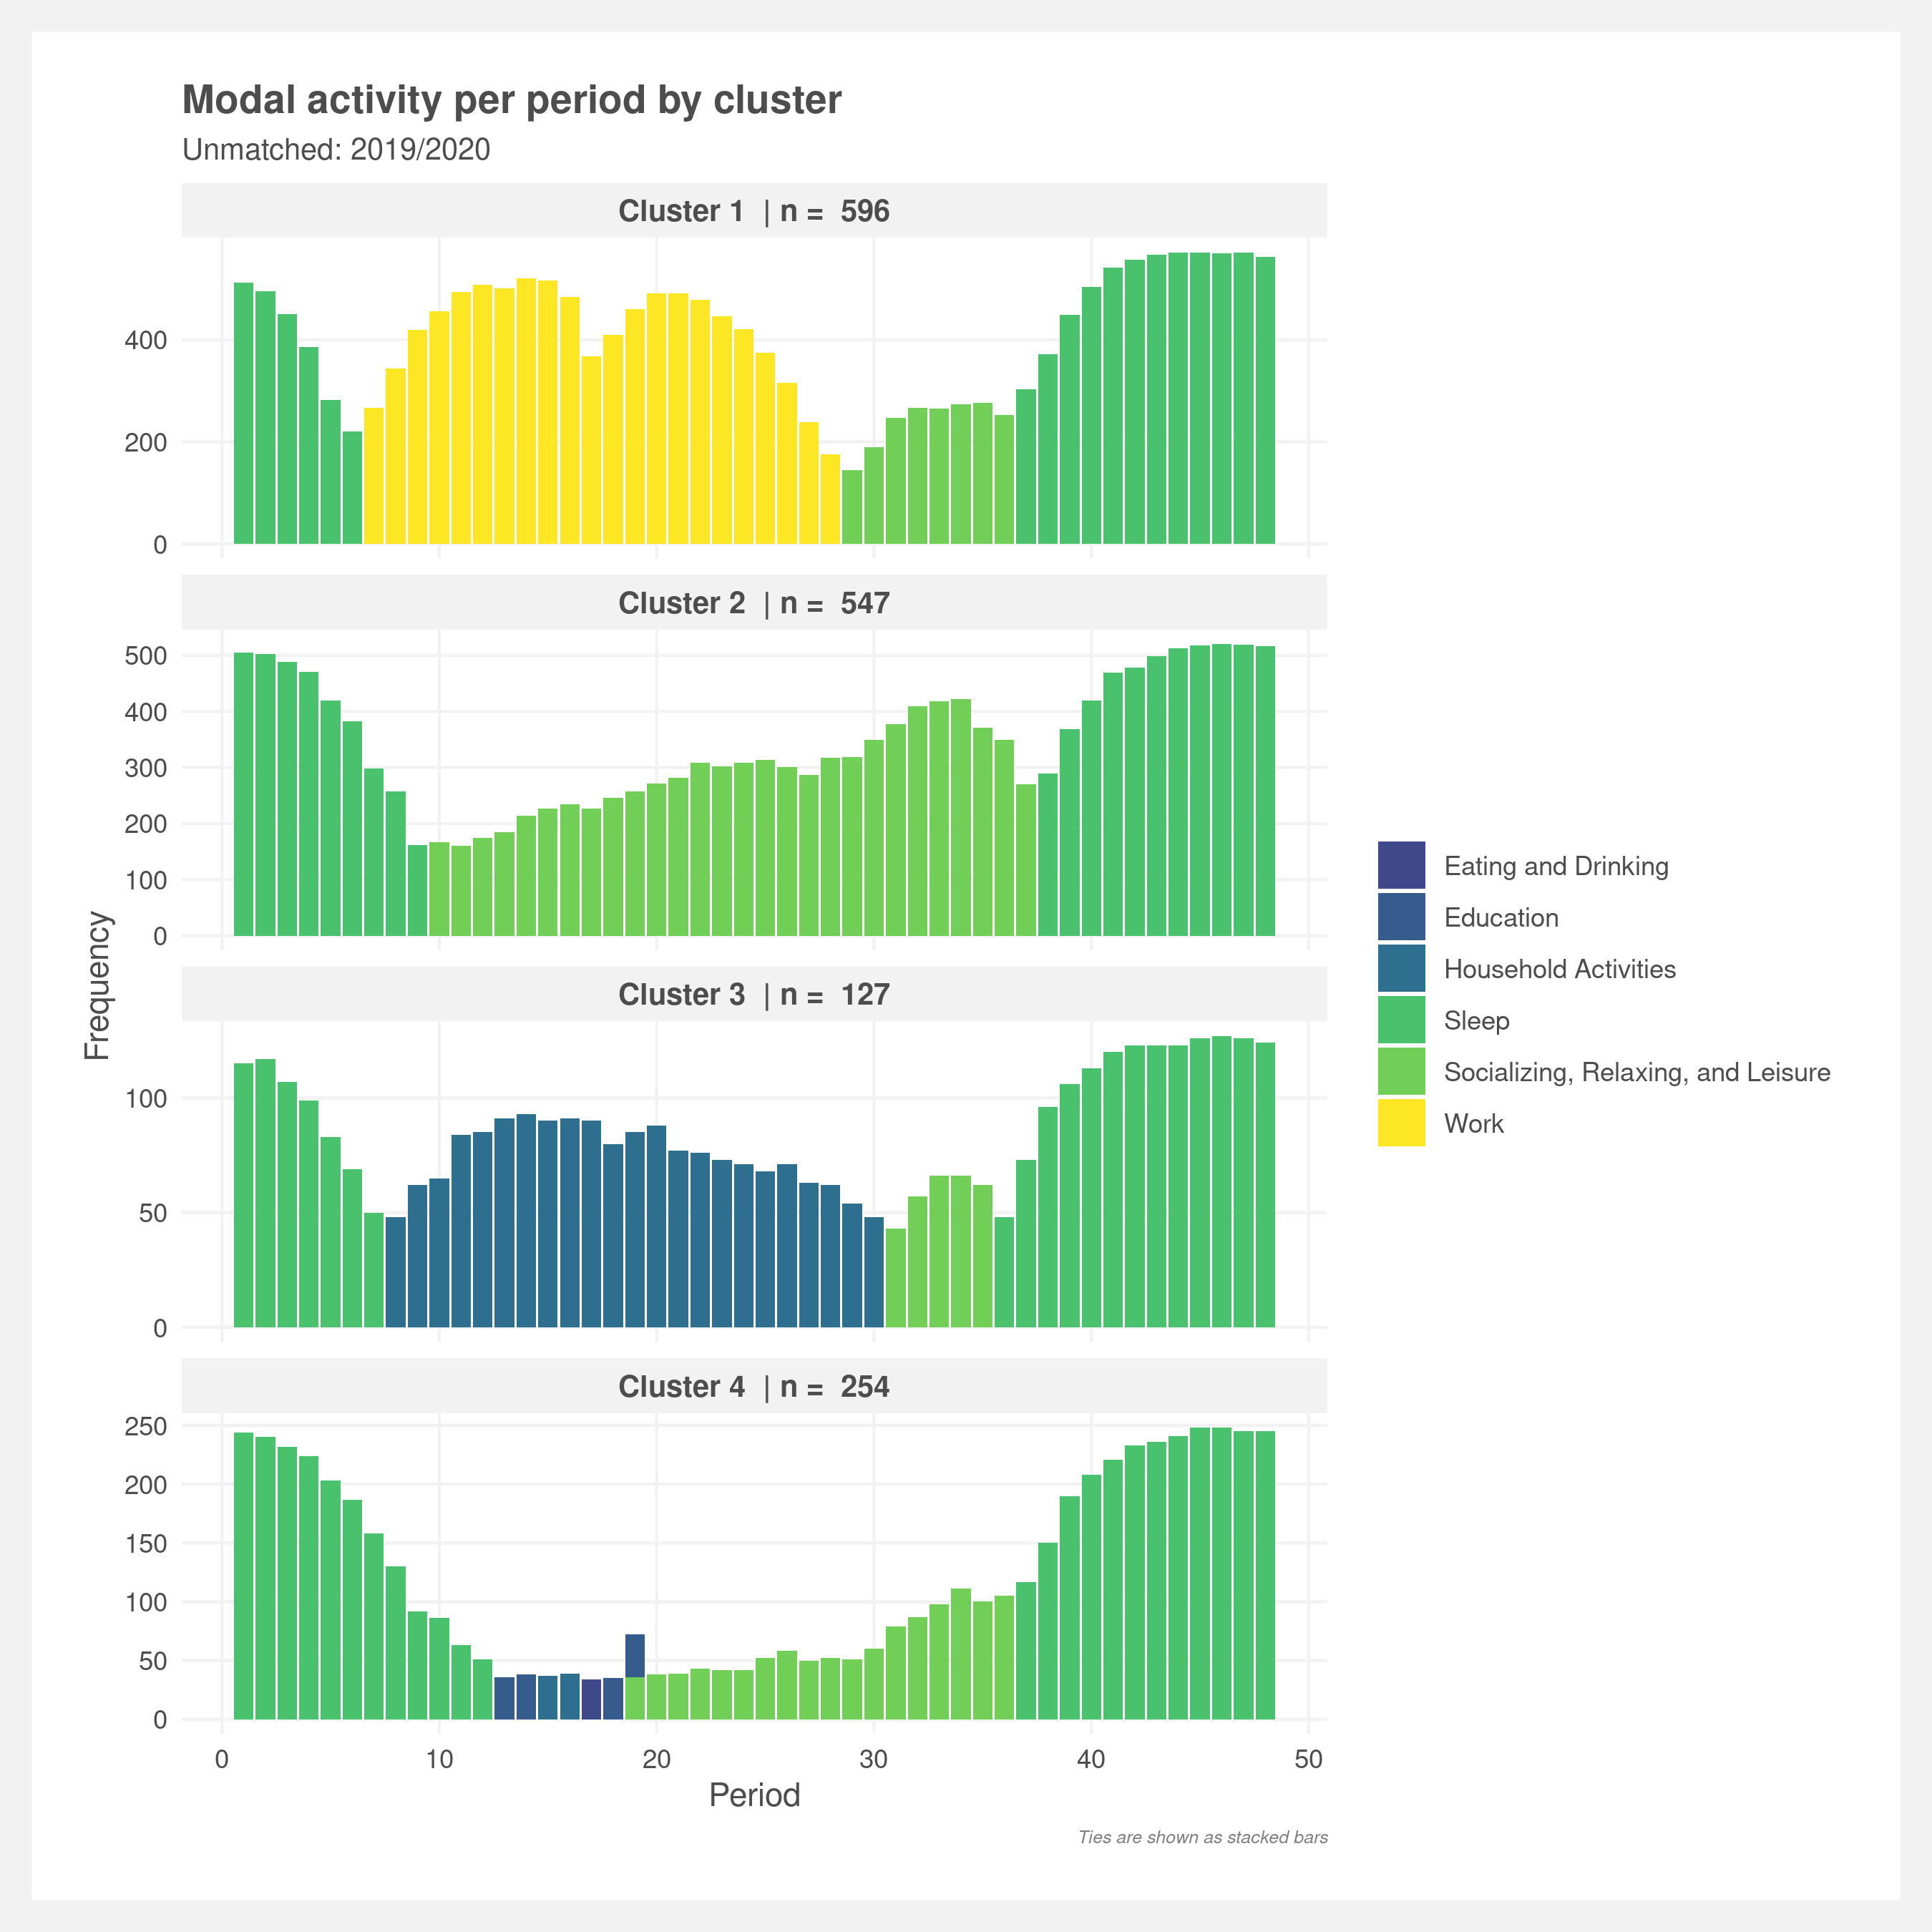 Modal activity per period by cluster
Unmatched: 2019/2020
Cluster 1 | n = 596
400
200
0
Cluster 2 | n = 547
500
400
300
200
100
0
Cluster 3 | n = 127
100
50
0
Cluster 4 | n = 254
250
200
150
100
50
0
0 10 20 30 40 50
Period
Frequency
Eating and Drinking
Education
Household Activities
Sleep
Socializing, Relaxing, and Leisure
Work
Ties are shown as stacked bars